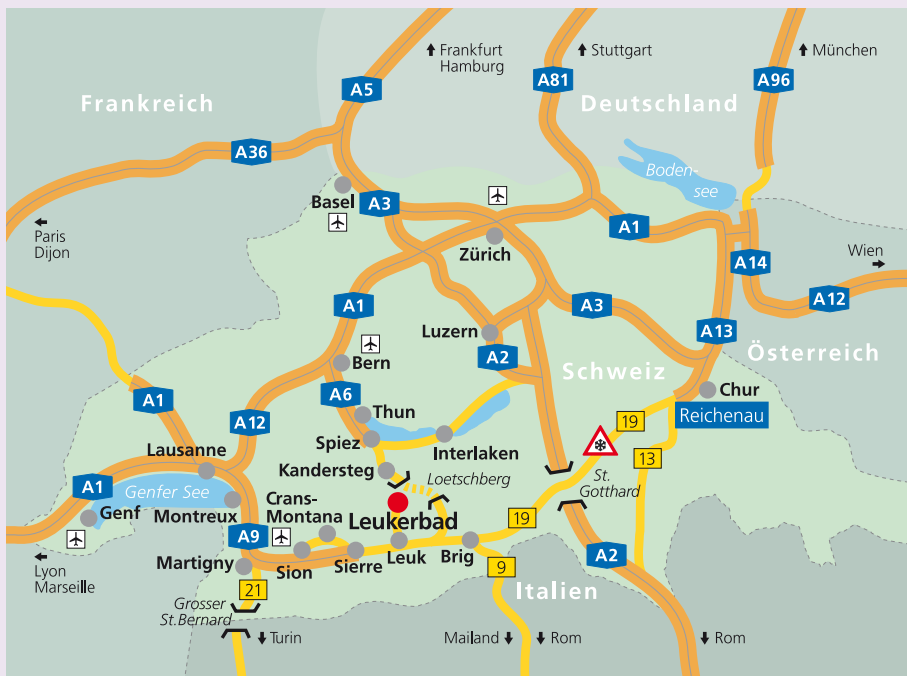 Frankfurt
Hamburg
Stuttgart
München
A5
A81
A96
Frankreich
Deutschland
A36
Boden-
see
Basel
A3
A1
Zürich
Paris
Dijon
Wien
A14
A12
A1
A3
A13
Luzern
A2
Bern
Österreich
Schweiz
A6
Chur
Reichenau
A1
A12
Thun
19
Spiez
Interlaken
Lausanne
13
Kandersteg
Loetschberg
St.
Gotthard
A1
Genfer See
Crans-
Montana
Genf
Montreux
Leukerbad
19
A9
Lyon
Marseille
Martigny
Sion
Sierre
Leuk
Brig
A2
9
21
Italien
Grosser
St.Bernard
Turin
Mailand
Rom
Rom